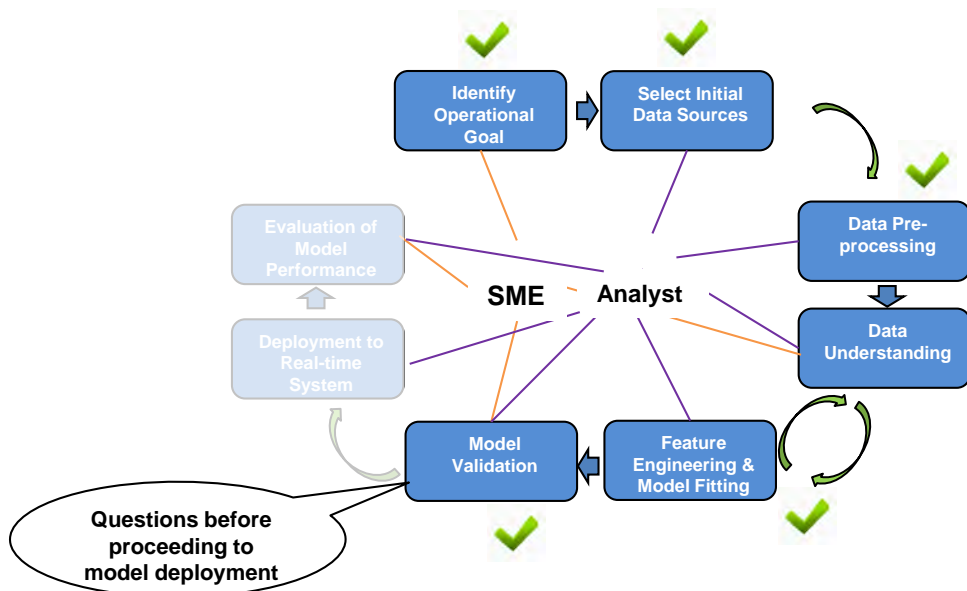 Identify
Operational
Goal
Select Initial
Data Sources
Data Pre-
processing
Data
Understanding
Feature
Engineering &
Model Fitting
Model
Validation
Deployment to
Real-time
System
Evaluation of
Model
Performance
SME
Analyst
Questions before
proceeding to
model deployment